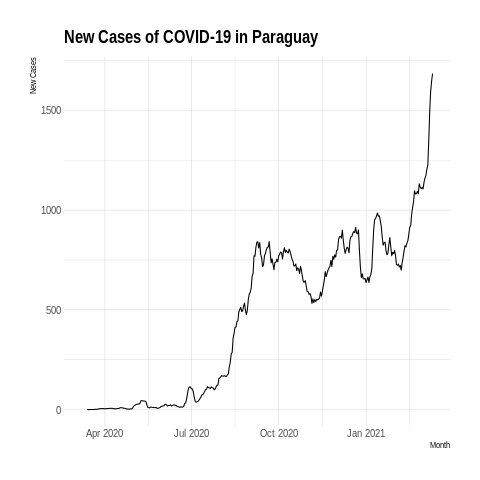 New Cases of COVID-19 in Paraguay
New Cases
1500
1000
500
0
Apr 2020 Jul 2020 Oct 2020 Jan 2021
Month